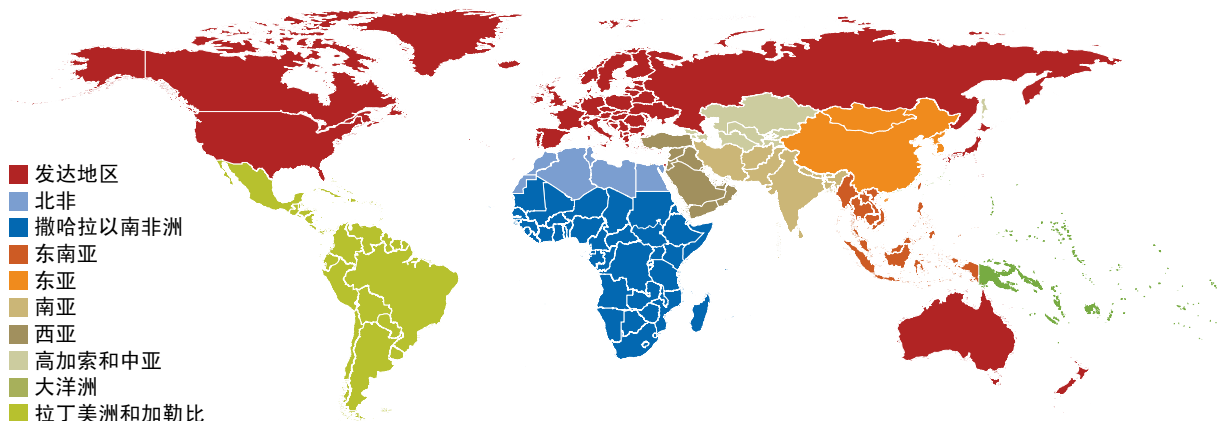 发达地区
北非
撒哈拉以南非洲
东南亚
东亚
南亚
西亚
高加索和中亚
大洋洲
拉丁美洲和加勒比